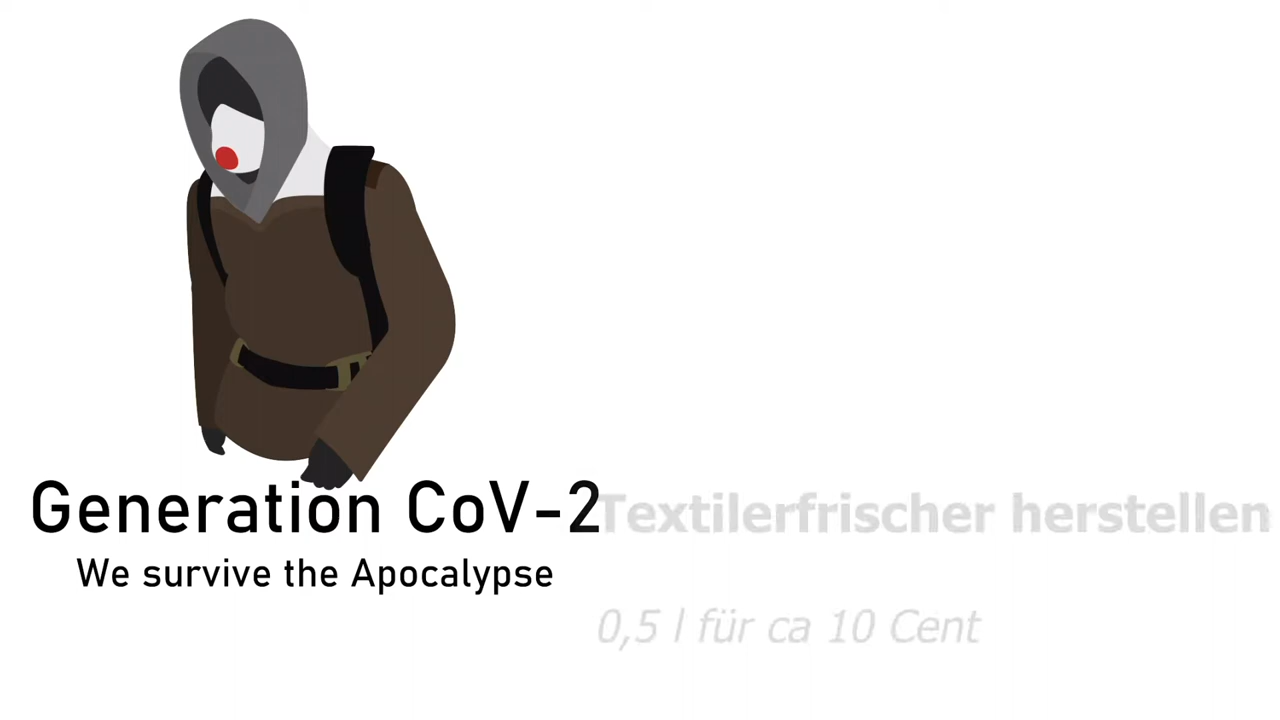 Generation CoV-2
We survive the Apocalypse
Textilerfrischer herstellen
0,5 l für ca 10 Cent